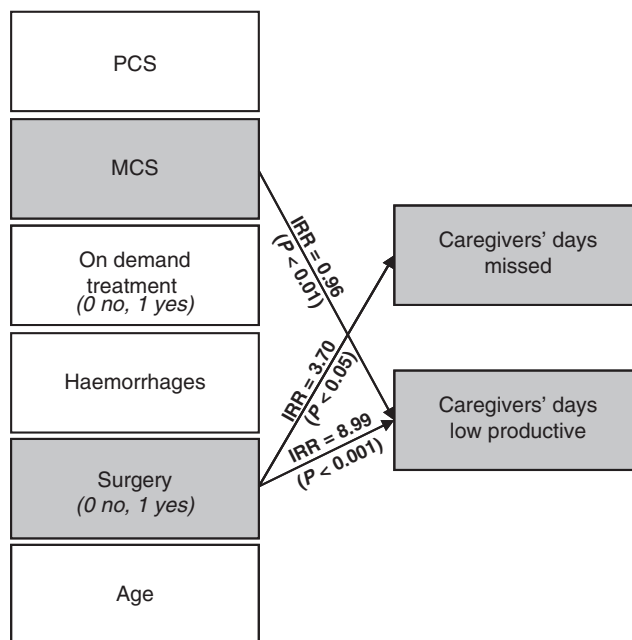 PCS
MCS
On demand
treatment
(0 no, 1 yes)
Haemorrhages
Surgery
(0 no, 1 yes)
Age
IRR = 0.96
(P < 0.01)
IRR = 3.70
(P < 0.05)
IRR = 8.99
(P < 0.001)
Caregivers’ days
missed
Caregivers’ days
low productive